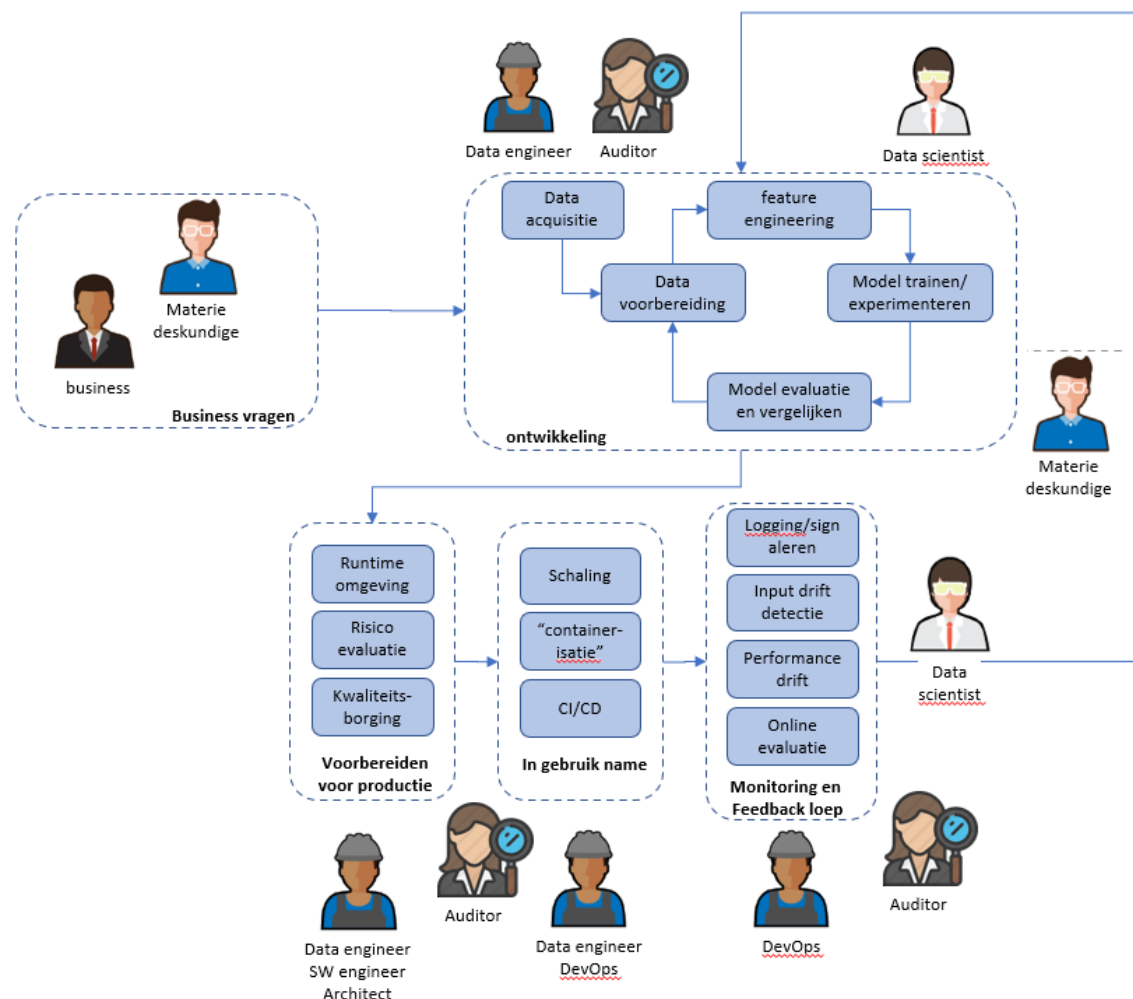 Data engineer
Auditor
Data scientist
Data
acquisitie
feature
engineering
Data
voorbereiding
Model trainen/
experimenteren
Model evaluatie
en vergelijken
ontwikkeling
Materie
deskundige
business
Business vragen
Materie
deskundige
Runtime
omgeving
Risico
evaluatie
Kwaliteits-
borging
Voorbereiden
voor productie
Schaling
“container-
isatie”
CI/CD
In gebruik name
Logging/sign
aleren
Input drift
detectie
Performance
drift
Online
evaluatie
Monitoring en
Feedback loep
Data
scientist
Data engineer
SW engineer
Architect
Auditor
Data engineer
DevOps
DevOps
Auditor